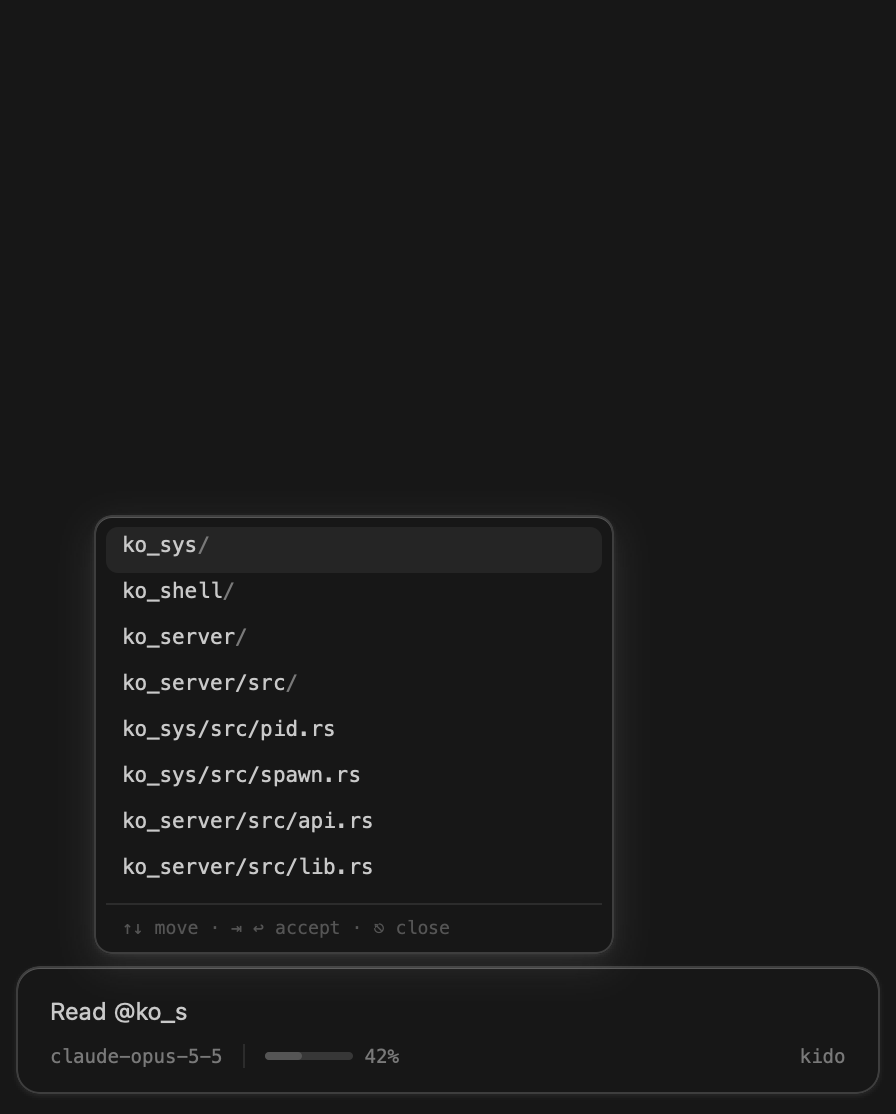 ko_sys/
ko_shell/
ko_server/
ko_server/src/
ko_sys/src/pid.rs
ko_sys/src/spawn.rs
ko_server/src/api.rs
ko_server/src/lib.rs
↑↓ move · ⇥ ↩ accept · ⎋ close
Read @ko_s
claude-opus-5-5 42% kido